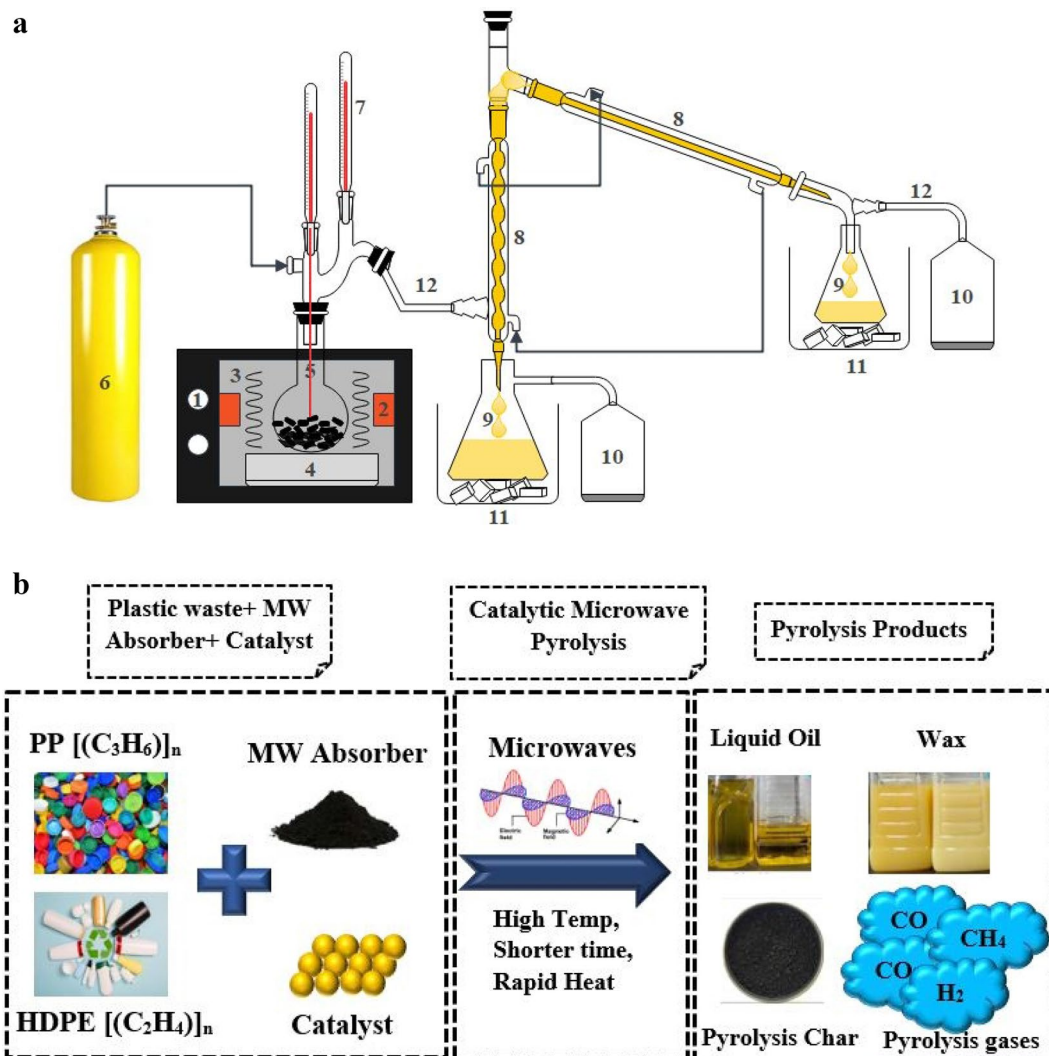 a
7
8
12
8
12
9
10
6
3
5
1
2
9
11
4
10
11
b
Plastic waste+ MW
Absorber+ Catalyst
Catalytic Microwave
Pyrolysis
Pyrolysis Products
PP [(C₃H₆)]ₙ
MW Absorber
HDPE [(C₂H₄)]ₙ
Catalyst
Microwaves
Electric
field
Magnetic
field
High Temp,
Shorter time,
Rapid Heat
Liquid Oil
Wax
Pyrolysis Char
CO
CH₄
CO
H₂
Pyrolysis gases